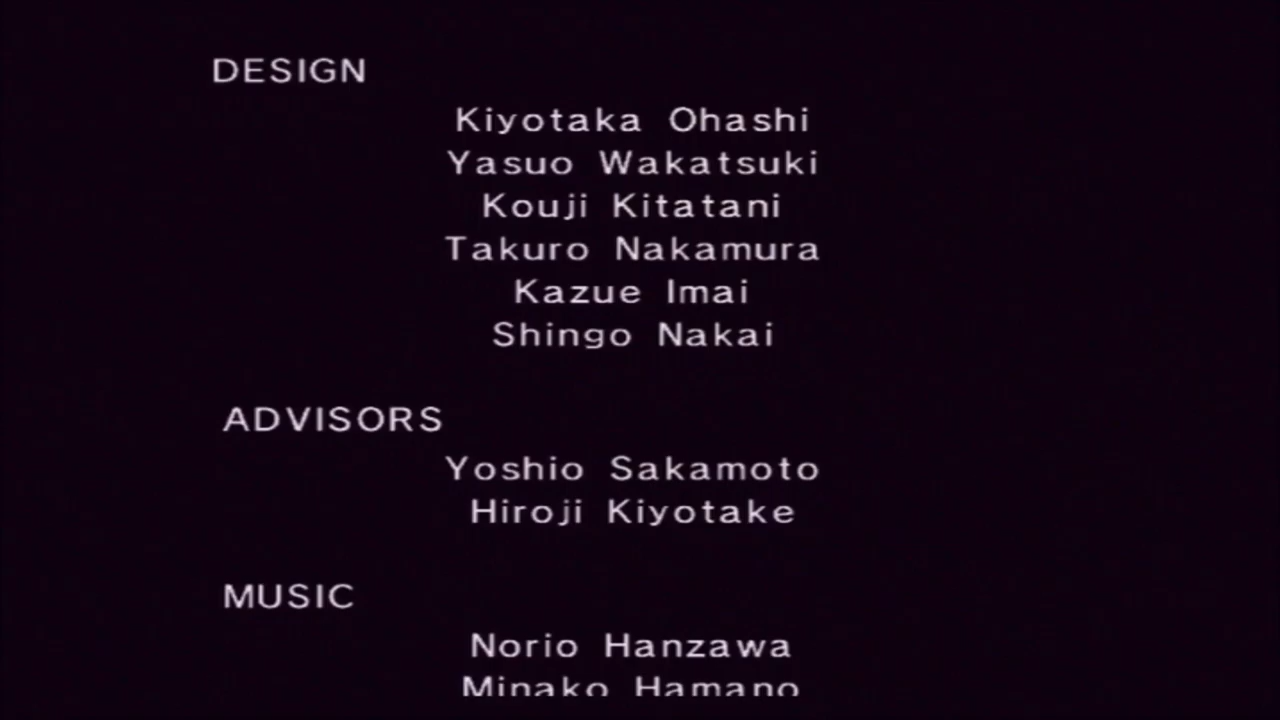 DESIGN
Kiyotaka Ohashi
Yasuo Wakatsuki
Kouji Kitatani
Takuro Nakamura
Kazue Imai
Shingo Nakai
ADVISORS
Yoshio Sakamoto
Hiroji Kiyotake
MUSIC
Norio Hanzawa
Minako Hamano